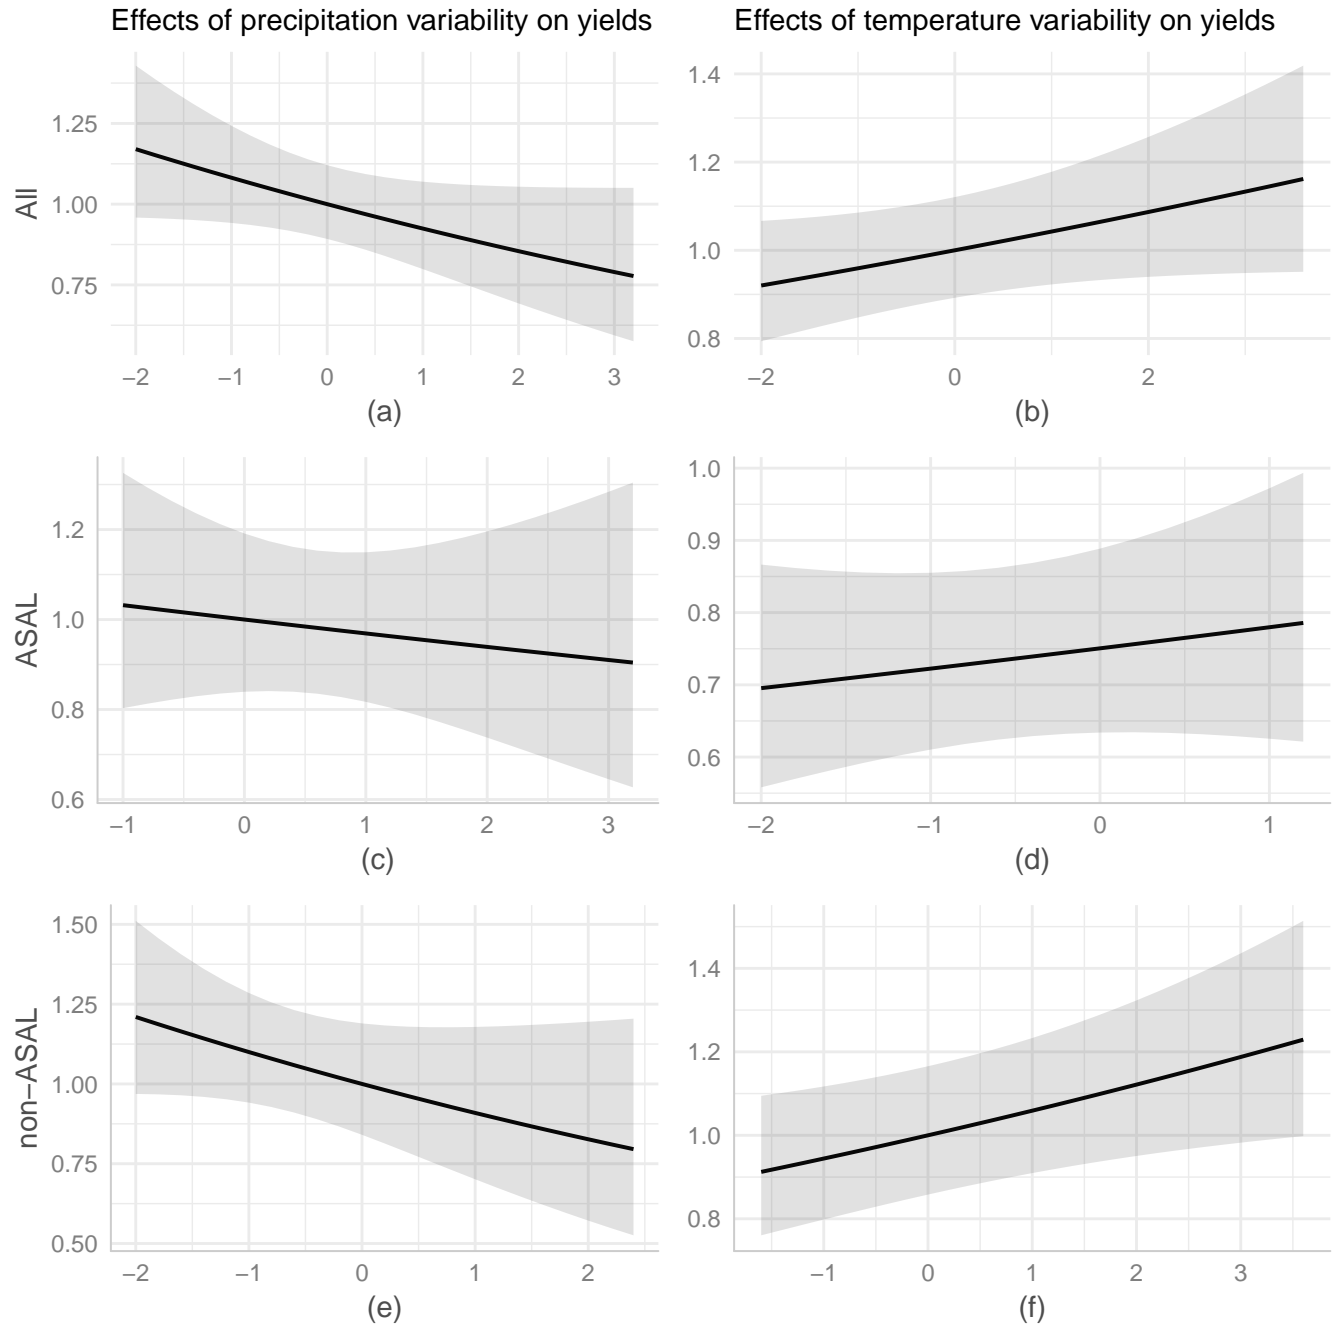 Effects of precipitation variability on yields
Effects of temperature variability on yields
All
1.25
1.00
0.75
−2 −1 0 1 2 3
(a)
1.4
1.2
1.0
0.8
−2 0 2
(b)
ASAL
1.2
1.0
0.8
0.6
−1 0 1 2 3
(c)
1.0
0.9
0.8
0.7
0.6
−2 −1 0 1
(d)
non−ASAL
1.50
1.25
1.00
0.75
0.50
−2 −1 0 1 2
(e)
1.4
1.2
1.0
0.8
−1 0 1 2 3
(f)